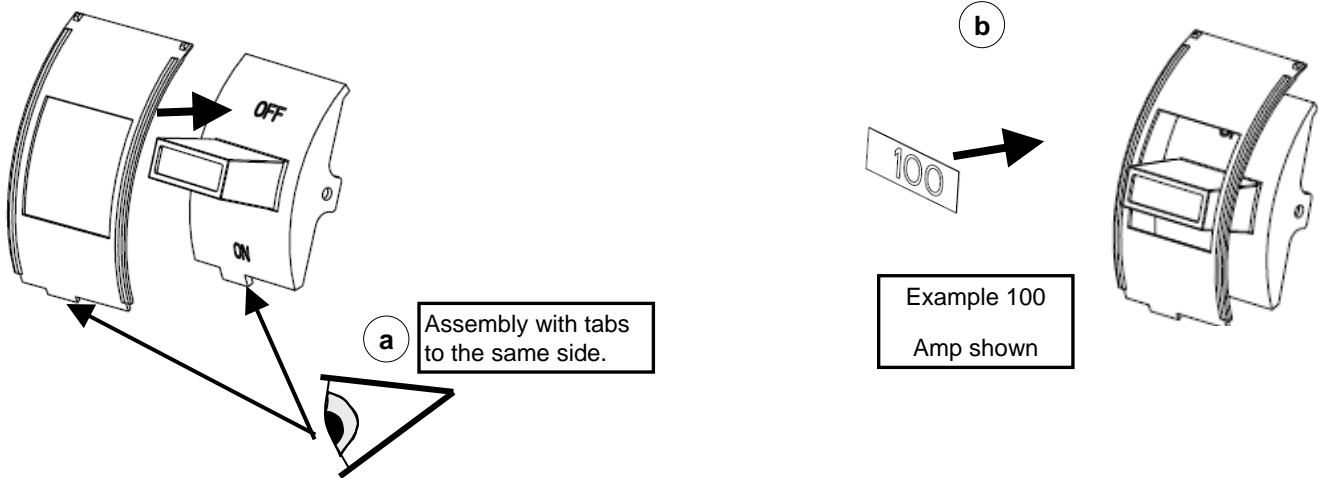 OFF
ON
a
Assembly with tabs
to the same side.
b
100
Example 100
Amp shown